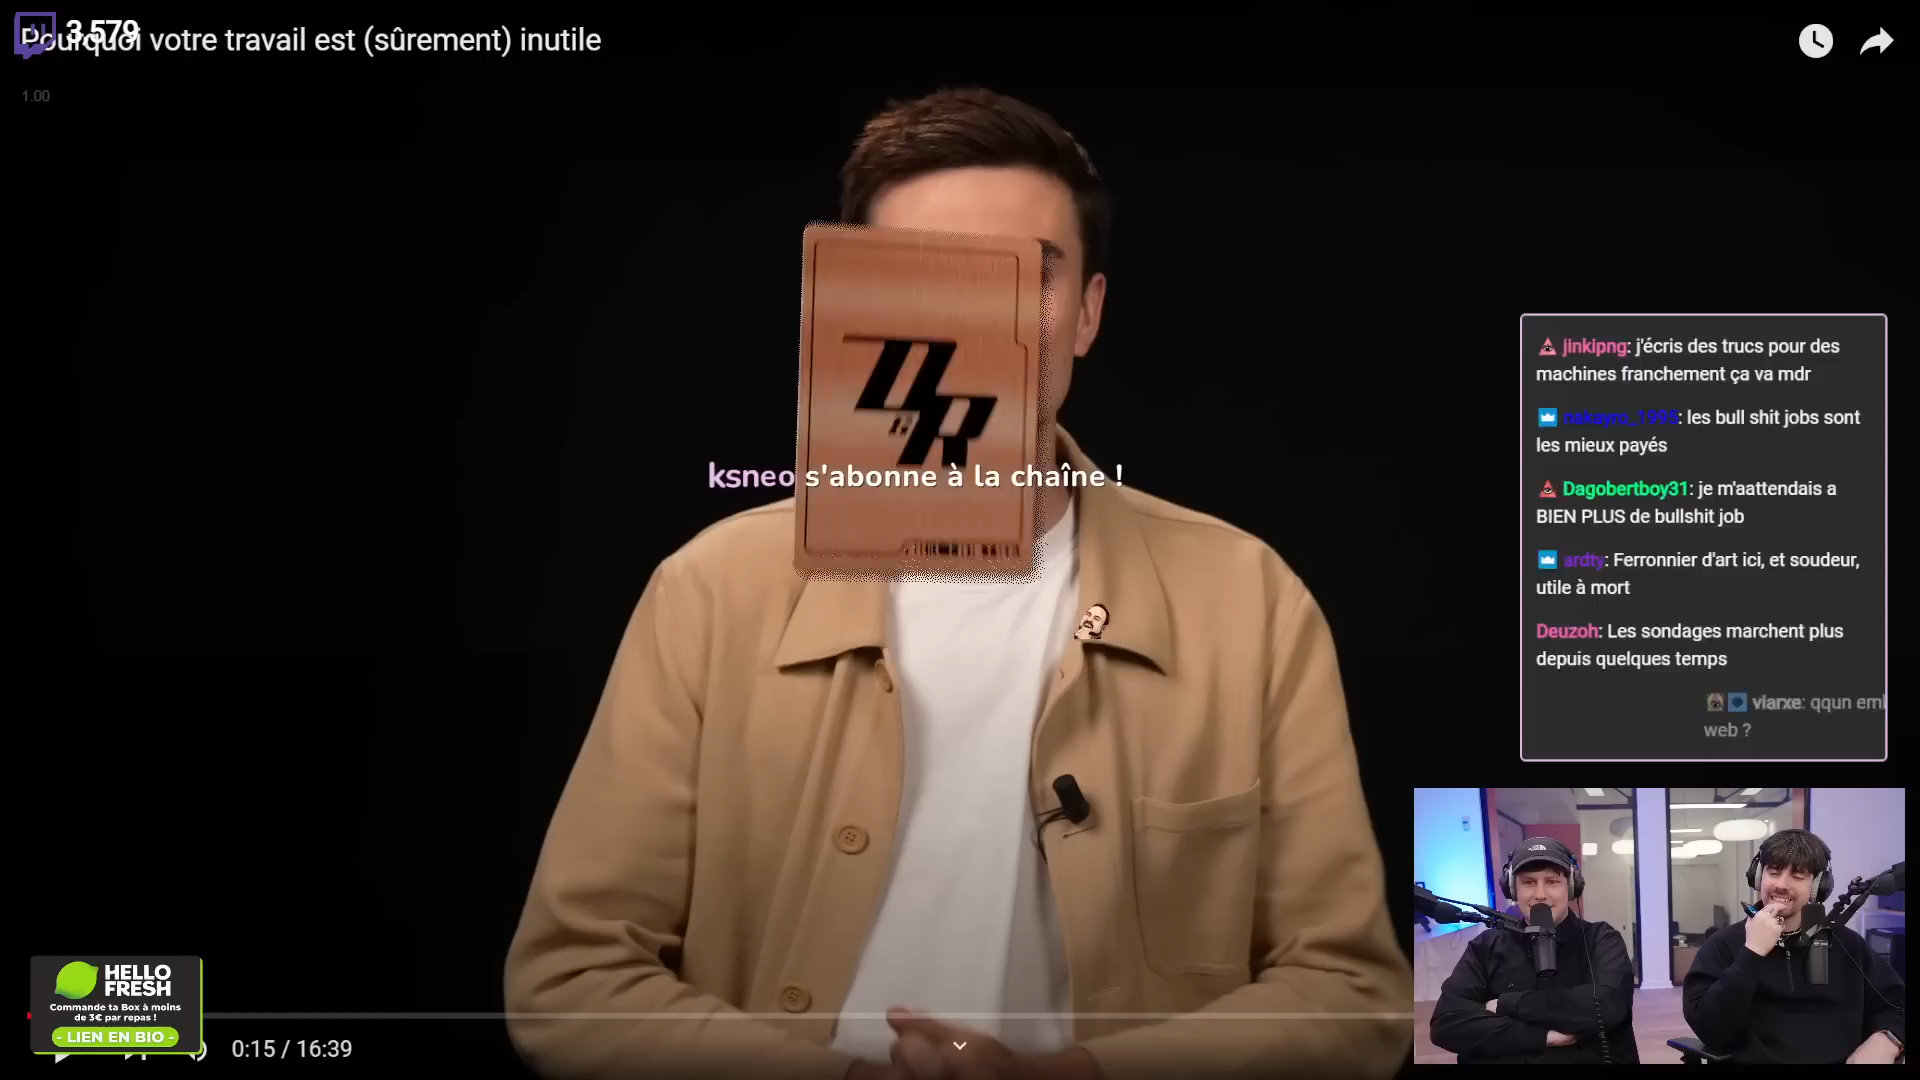 3 579
Pourquoi votre travail est (sûrement) inutile
1.00
ksneo s'abonne à la chaîne !
jinkipng: j'écris des trucs pour des
machines franchement ça va mdr
nakayro_1995: les bull shit jobs sont
les mieux payés
Dagobertboy31: je m'aattendais a
BIEN PLUS de bullshit job
ardty: Ferronnier d'art ici, et soudeur,
utile à mort
Deuzoh: Les sondages marchent plus
depuis quelques temps
viarxe: qqun
web ?
HELLO
FRESH
Commande ta Box à moins
de 3€ par repas !
- LIEN EN BIO -
0:15 / 16:39